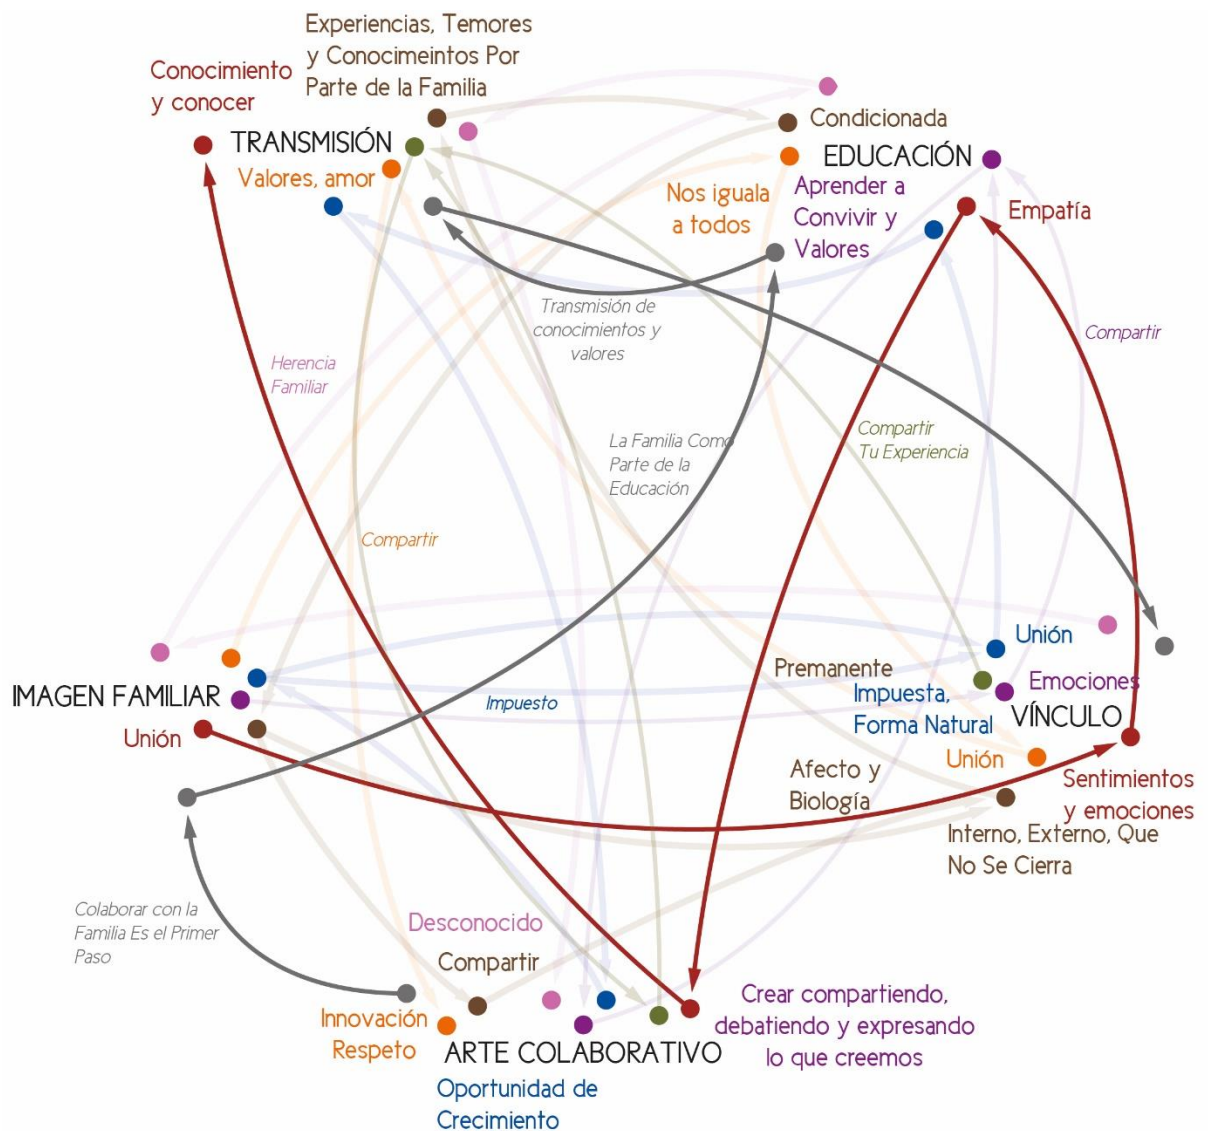 Experiencias, Temores
y Conocimeintos Por
Parte de la Familia
Conocimiento
y conocer
TRANSMISIÓN
Valores, amor
Condicionada
EDUCACIÓN
Nos iguala
a todos
Aprender a
Convivir y
Valores
Empatía
Transmisión de
conocimientos y
valores
Compartir
Herencia
Familiar
La Familia Como
Parte de la
Educación
Compartir
Tu Experiencia
Compartir
IMAGEN FAMILIAR
Unión
Impuesto
Premanente
Unión
Impuesta,
Forma Natural
Emociones
VÍNCULO
Unión
Afecto y
Biología
Sentimientos
y emociones
Interno, Externo, Que
No Se Cierra
Colaborar con la
Familia Es el Primer
Paso
Desconocido
Compartir
Innovación
Respeto
ARTE COLABORATIVO
Oportunidad de
Crecimiento
Crear compartiendo,
debatiendo y expresando
lo que creemos